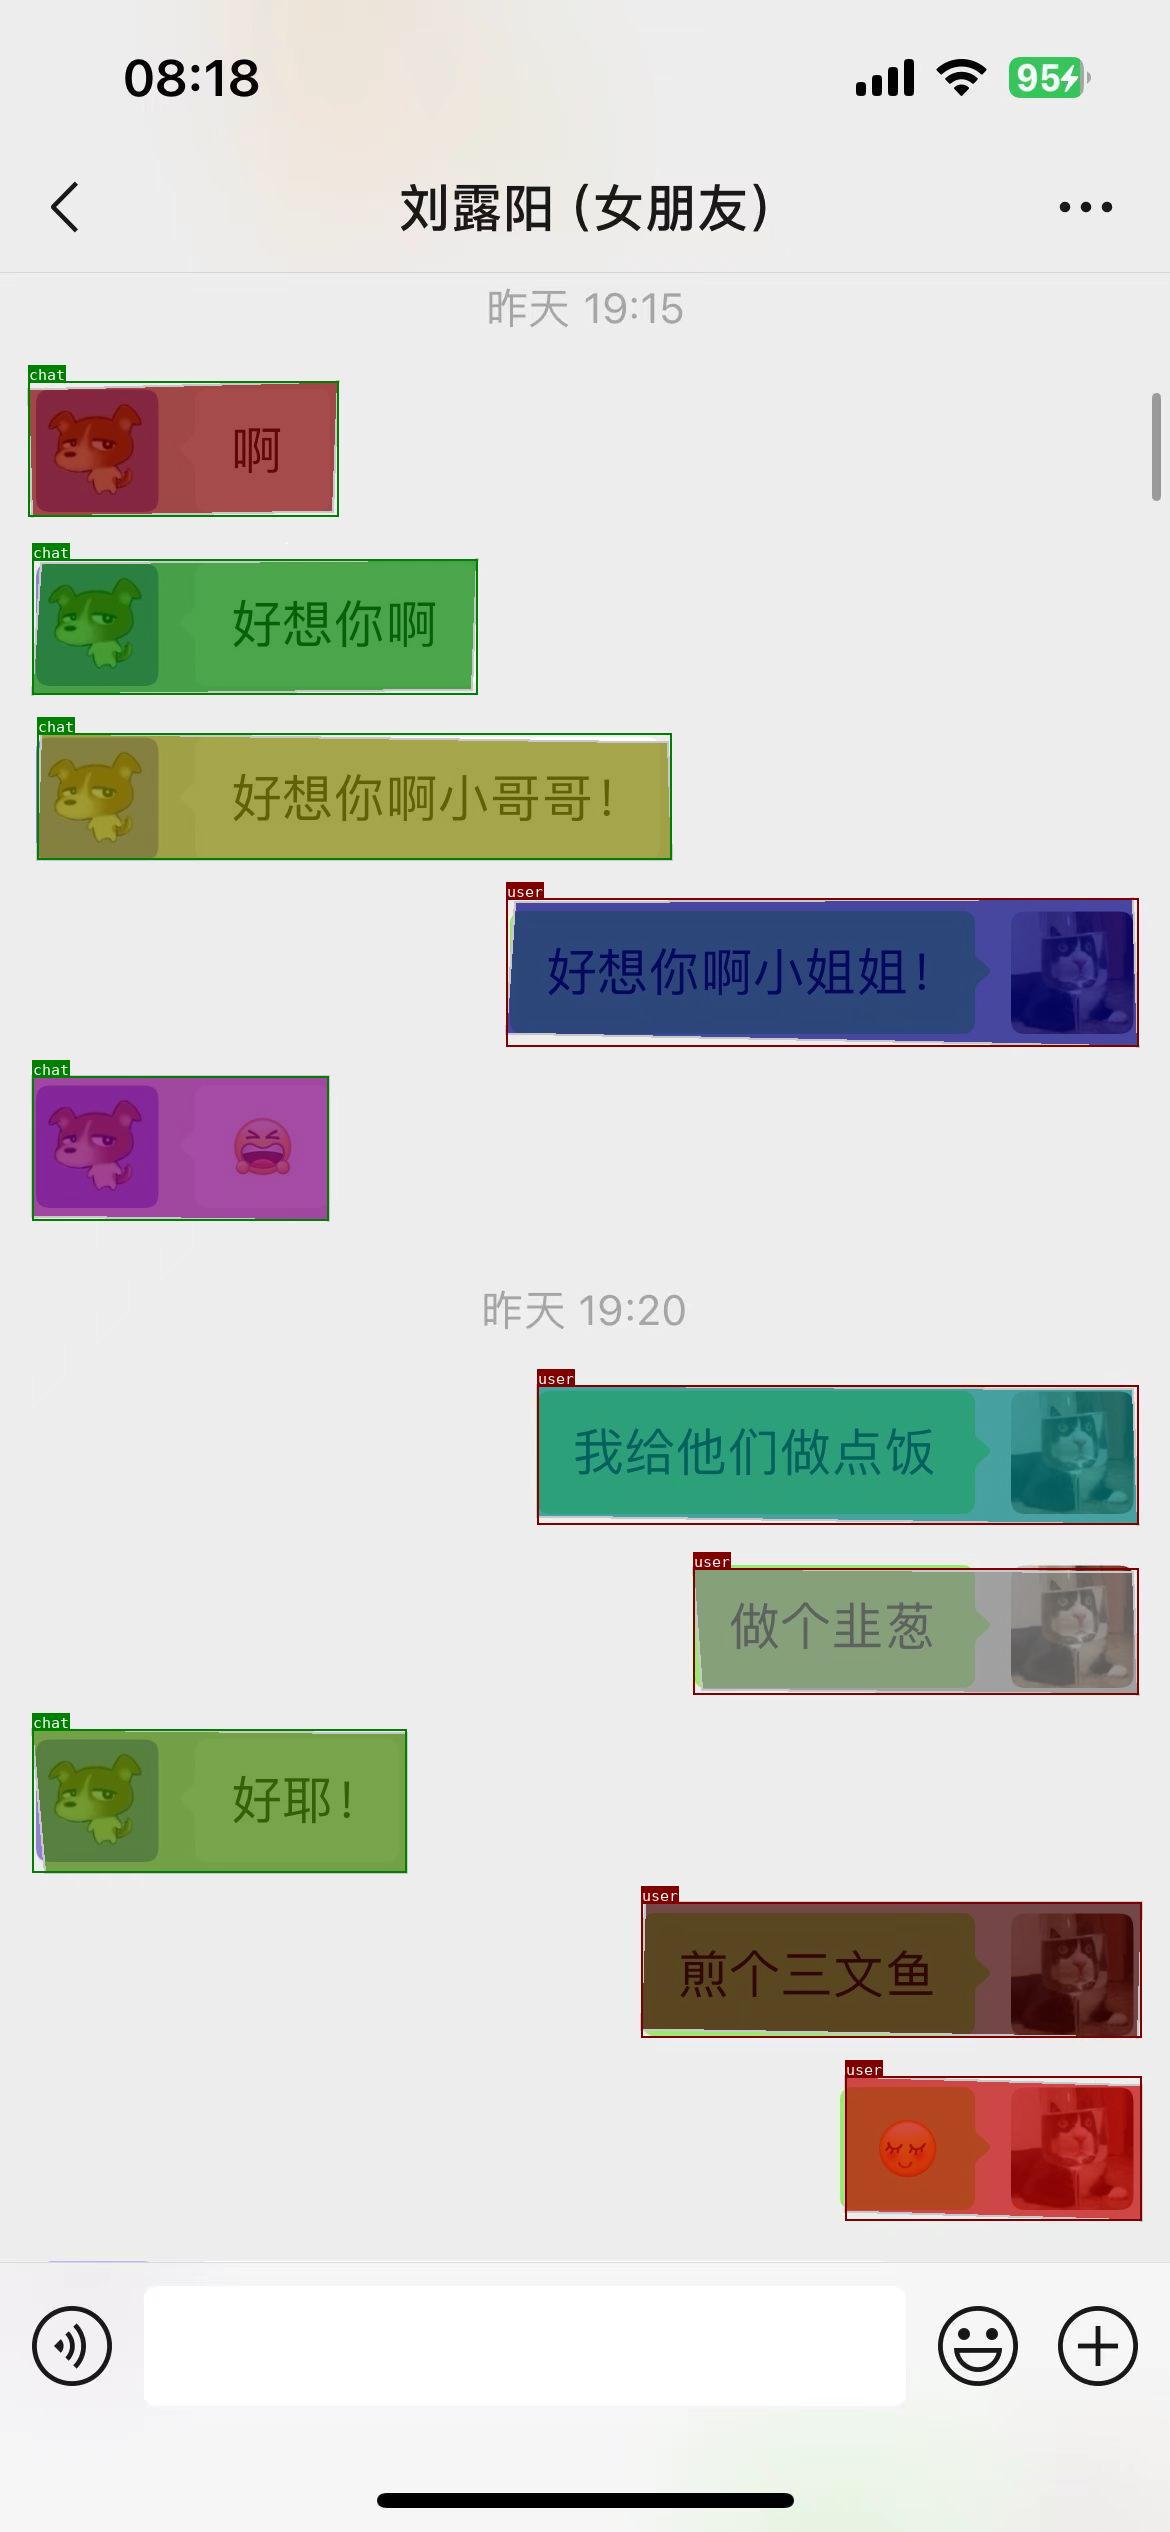 08:18
95
刘露阳（女朋友）
昨天 19:15
chat
啊
chat
好想你啊
chat
好想你啊小哥哥！
user
好想你啊小姐姐！
chat
昨天 19:20
user
我给他们做点饭
user
做个韭葱
chat
好耶！
user
煎个三文鱼
user